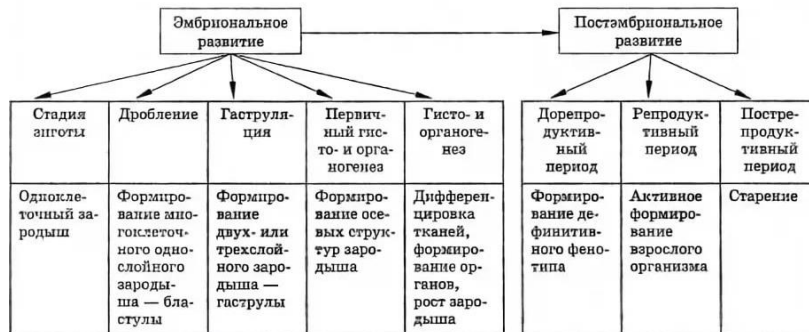 Эмбриональное
развитие
Постэмбриональное
развитие
Стадия
зиготы
Дробление
Гаструля-
ция
Первич-
ный гисто-
то- и орга-
ногенез
Гисто- и
органоге-
нез
Дорепро-
дуктив-
ный
период
Репродук-
тивный
период
Постре-
продук-
тивный
период
Одноклe-
точный за-
родыш
Формиро-
вание мно-
гоклеточ-
ного одно-
слойного
зароды-
ша — бла-
стулы
Формиро-
вание
двух- или
трехслой-
ного заро-
дыша —
гаструлы
Формиро-
вание осе-
вых струк-
тур заро-
дыша
Дифферен-
цировка
тканей,
формиро-
вание ор-
ганов,
рост заро-
дыша
Формиро-
вание де-
финитив-
ного фено-
типа
Активное
формиро-
вание
взрослого
организма
Старение